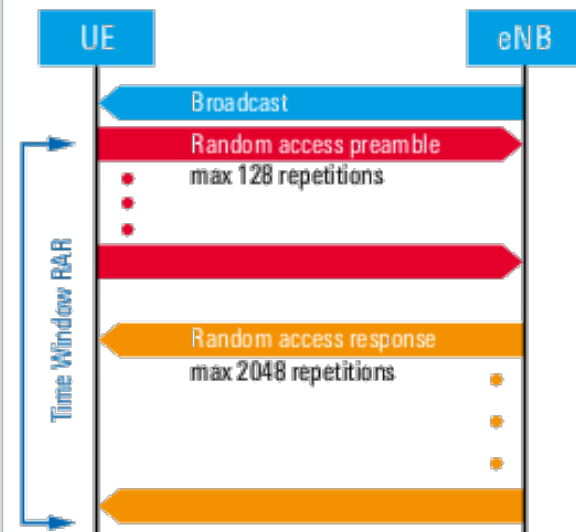 UE
eNB
Broadcast
Random access preamble
max 128 repetitions
Time Window RAR
Random access response
max 2048 repetitions